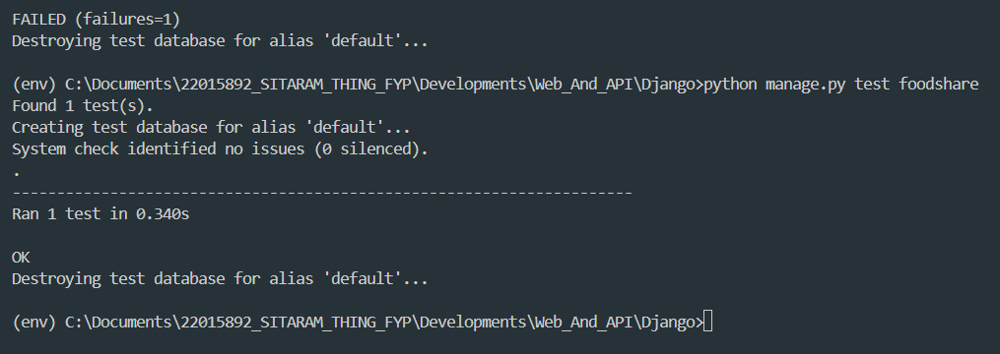 FAILED (failures=1)
Destroying test database for alias 'default'...
(env) C:\Documents\22015892_SITARAM_THING_FYP\Developments\Web_And_API\Django>python manage.py test foodshare
Found 1 test(s).
Creating test database for alias 'default'...
System check identified no issues (0 silenced).
.
----------------------------------------------------------------------
Ran 1 test in 0.340s
OK
Destroying test database for alias 'default'...
(env) C:\Documents\22015892_SITARAM_THING_FYP\Developments\Web_And_API\Django>